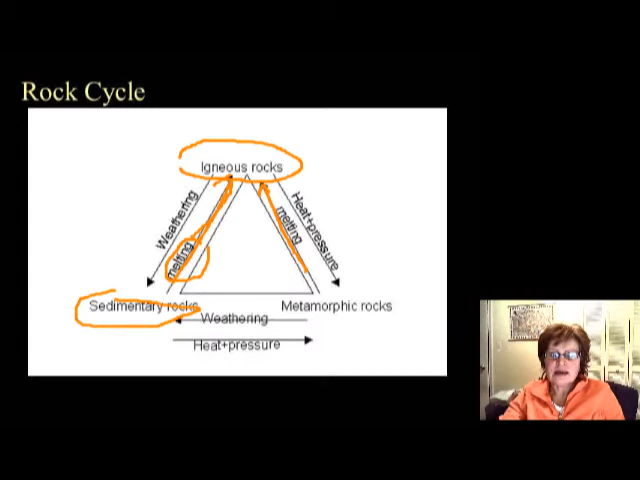 Rock Cycle
Igneous rocks
Weathering
melting
melting
Heat+pressure
Sedimentary rocks
Metamorphic rocks
Weathering
Heat+pressure